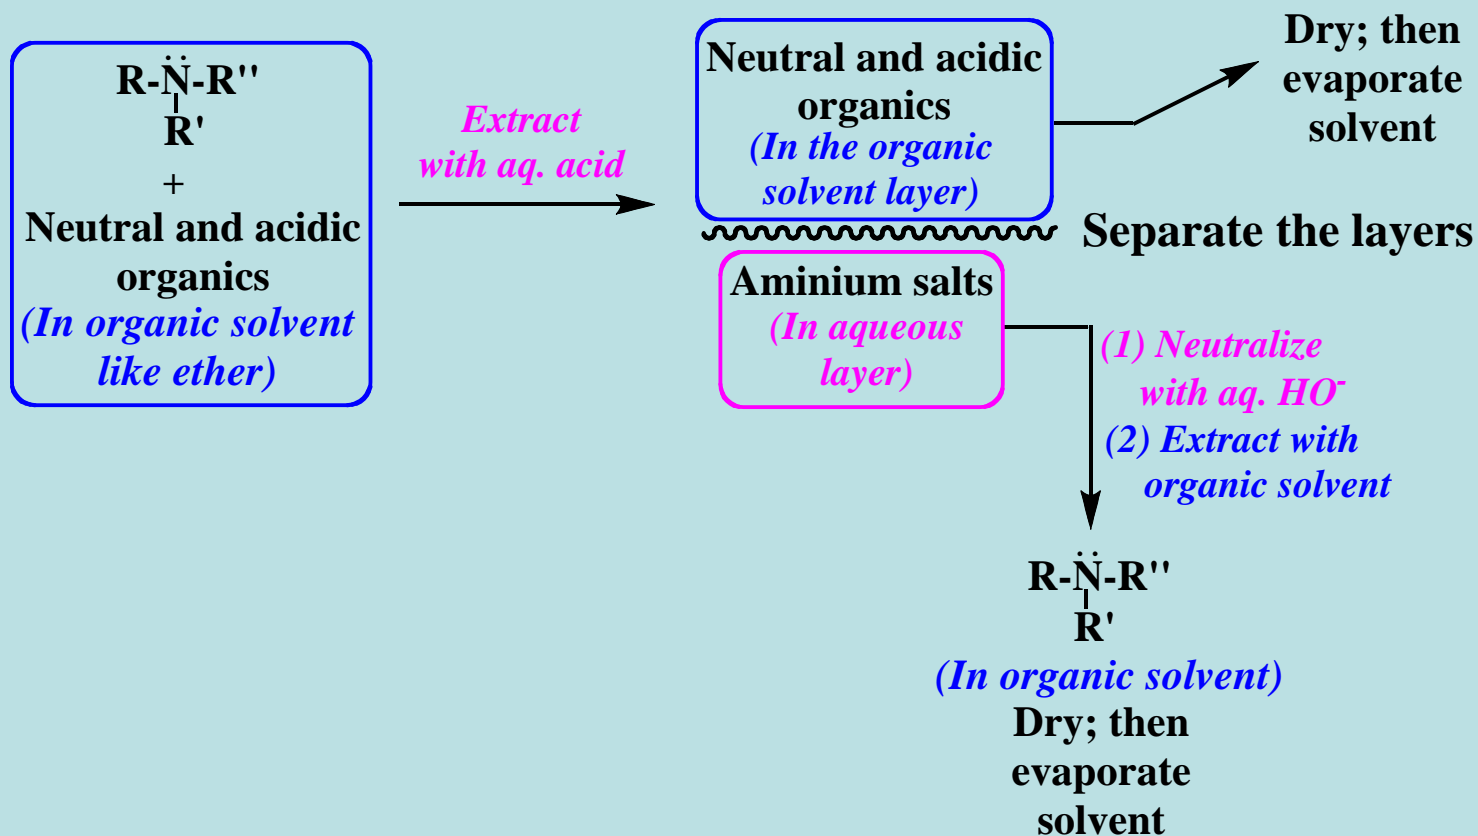 R-N̈-R''
R'
+
Neutral and acidic
organics
(In organic solvent
like ether)
Extract
with aq. acid
Neutral and acidic
organics
(In the organic
solvent layer)
Dry; then
evaporate
solvent
Separate the layers
Aminium salts
(In aqueous
layer)
(1) Neutralize
with aq. HO⁻
(2) Extract with
organic solvent
R-N̈-R''
R'
(In organic solvent)
Dry; then
evaporate
solvent